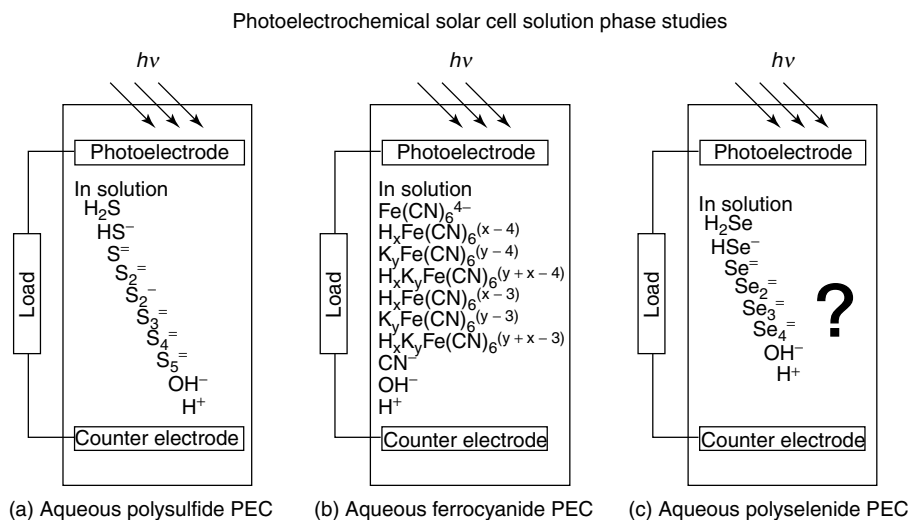 Photoelectrochemical solar cell solution phase studies
hν
Photoelectrode
In solution
H₂S
HS⁻
S⁼
S₂⁼
S₂⁻
S₃⁼
S₄⁼
S₅⁼
OH⁻
H⁺
Load
Counter electrode
(a) Aqueous polysulfide PEC
hν
Photoelectrode
In solution
Fe(CN)₆⁴⁻
HₓFe(CN)₆⁽ˣ⁻⁴⁾
K_yFe(CN)₆⁽ʸ⁻⁴⁾
HₓK_yFe(CN)₆⁽ʸ⁺ˣ⁻⁴⁾
HₓFe(CN)₆⁽ˣ⁻³⁾
K_yFe(CN)₆⁽ʸ⁻³⁾
HₓK_yFe(CN)₆⁽ʸ⁺ˣ⁻³⁾
CN⁻
OH⁻
H⁺
Load
Counter electrode
(b) Aqueous ferrocyanide PEC
hν
Photoelectrode
In solution
H₂Se
HSe⁻
Se⁼
Se₂⁼
Se₃⁼
Se₄⁼
OH⁻
H⁺
?
Load
Counter electrode
(c) Aqueous polyselenide PEC